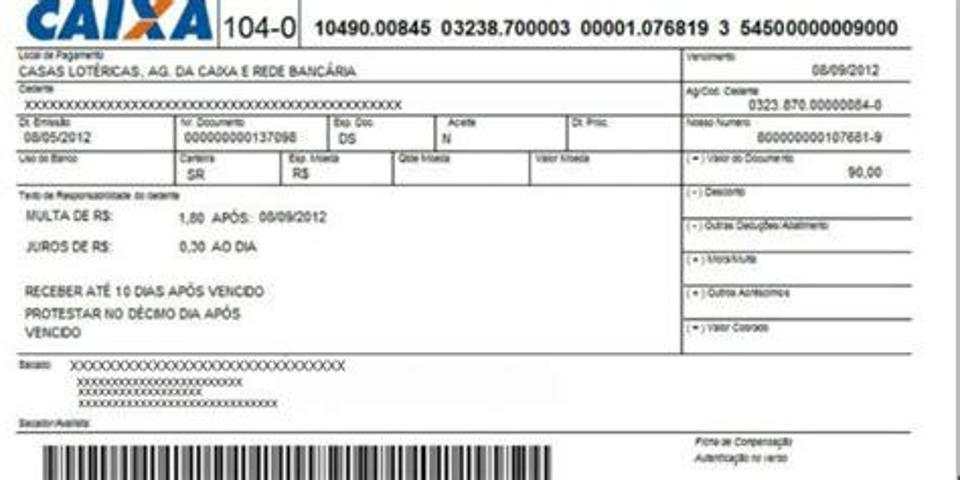 CAIXA 104-0 10490.00845 03238.700003 00001.076819 3 54500000009000
Local de Pagamento
CASAS LOTÉRICAS, AG. DA CAIXA E REDE BANCÁRIA
Vencimento
08/09/2012
Cedente
XXXXXXXXXXXXXXXXXXXXXXXXXXXXXXXXXXXXXXXXXXXXXX
Ag/Cod. Cedente
0323.870.00000084-0
Dt. Emissão Nr. Documento Esp. Doc. Aceite Dt. Proc.
08/05/2012 000000000137098 DS N
Nosso Numero
800000000107681-9
Uso do Banco Carteira Esp. Moeda Qtde Moeda Valor Moeda
SR R$
( = ) Valor do Documento
90,00
Texto de Responsabilidade do cedente
( - ) Desconto
MULTA DE R$: 1,80 APÓS: 08/09/2012
( - ) Outras Deduções/Abatimento
JUROS DE R$: 0,30 AO DIA
( + ) Mora/Multa
RECEBER ATÉ 10 DIAS APÓS VENCIDO
( + ) Outros Acréscimos
PROTESTAR NO DÉCIMO DIA APÓS
VENCIDO
( = ) Valor Cobrado
Sacado XXXXXXXXXXXXXXXXXXXXXXXXXXXXXXX
XXXXXXXXXXXXXXXXXXXXXXXX
XXXXXXXXXXXXXXXXXX
XXXXXXXXXXXXXXXXXXXXXXXXXXXXX
Sacador/Avalista
Ficha de Compensação
Autenticação no verso